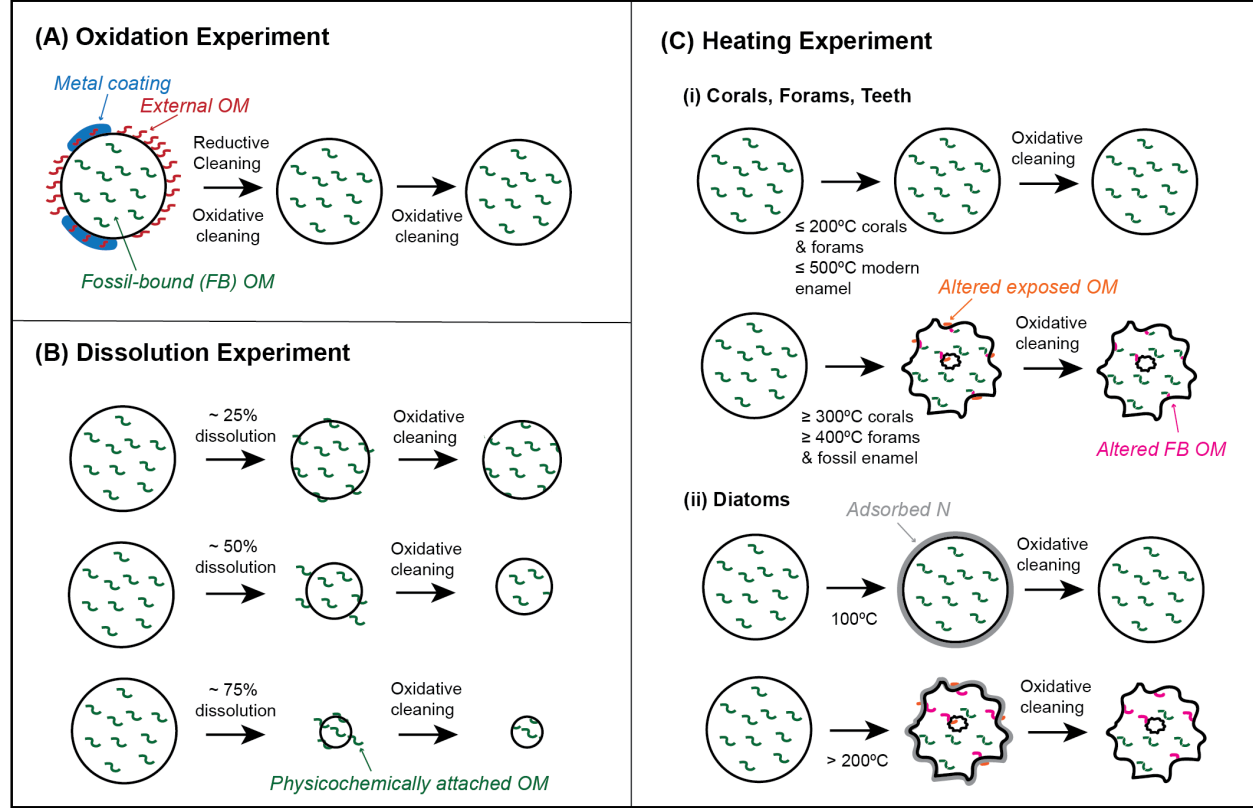 (A) Oxidation Experiment
Metal coating
External OM
Reductive
Cleaning
Oxidative
cleaning
Oxidative
cleaning
Fossil-bound (FB) OM
(B) Dissolution Experiment
~ 25%
dissolution
Oxidative
cleaning
~ 50%
dissolution
Oxidative
cleaning
~ 75%
dissolution
Oxidative
cleaning
Physicochemically attached OM
(C) Heating Experiment
(i) Corals, Forams, Teeth
Oxidative
cleaning
≤ 200ºC corals
& forams
≤ 500ºC modern
enamel
Altered exposed OM
Oxidative
cleaning
≥ 300ºC corals
≥ 400ºC forams
& fossil enamel
Altered FB OM
(ii) Diatoms
Adsorbed N
Oxidative
cleaning
100ºC
Oxidative
cleaning
> 200ºC